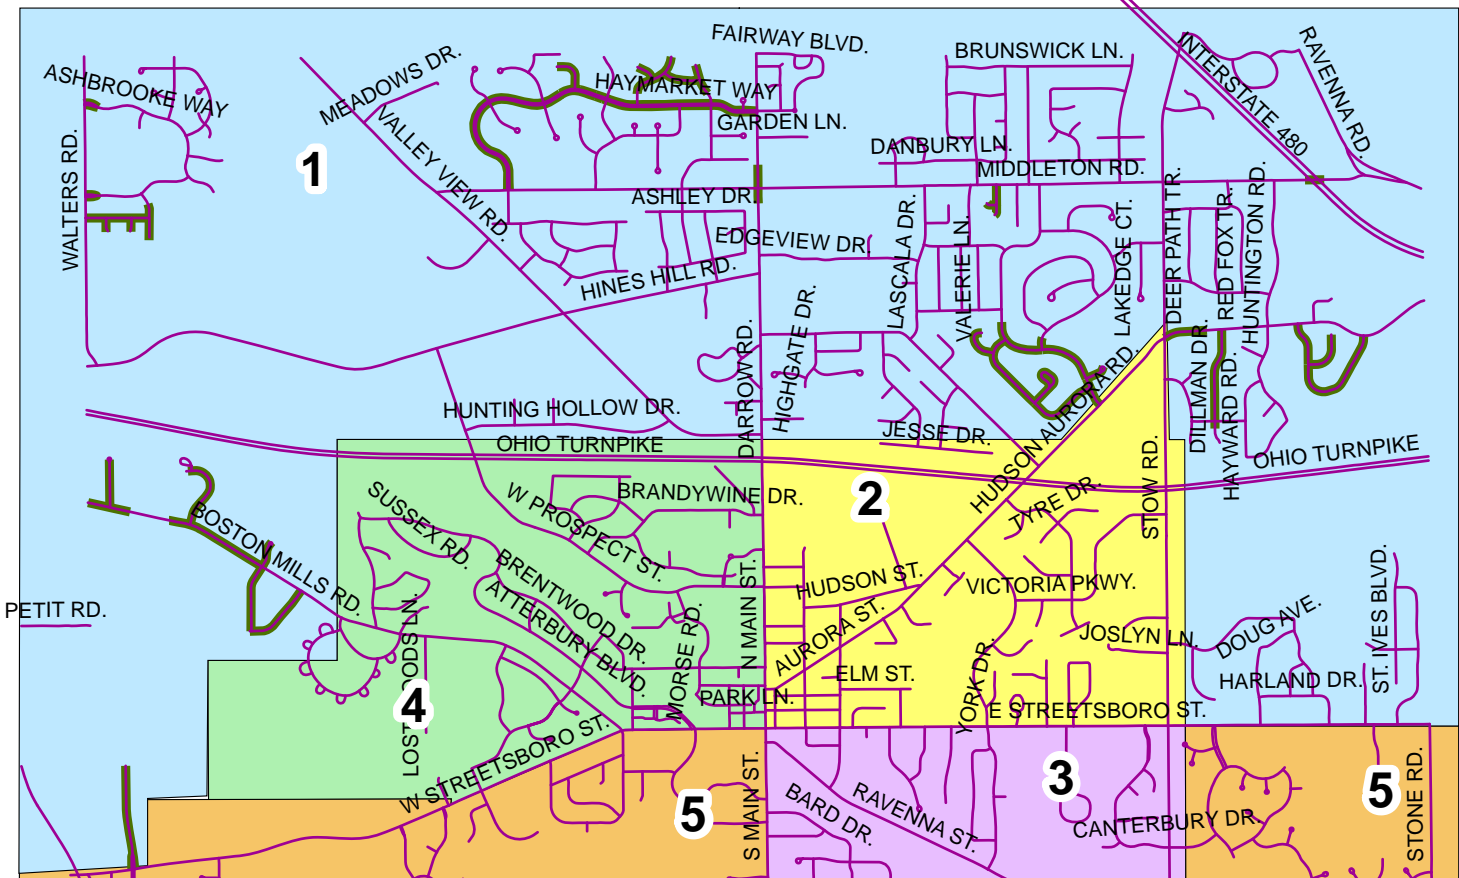 FAIRWAY BLVD.
BRUNSWICK LN.
INTERSTATE 480
RAVENNA RD.
MEADOWS DR.
ASHBROOKE WAY
HAYMARKET WAY
GARDEN LN.
VALLEY VIEW RD.
DANBURY LN.
MIDDLETON RD.
1
WALTERS RD.
ASHLEY DR.
EDGEVIEW DR.
HINES HILL RD.
LASCALA DR.
VALERIE LN.
LAKEDGE CT.
DEER PATH TR.
RED FOX TR.
HUNTINGTON RD.
DARROW RD.
HIGHGATE DR.
HUDSON AURORA RD.
DILLMAN DR.
HAYWARD RD.
HUNTING HOLLOW DR.
OHIO TURNPIKE
JESSE DR.
OHIO TURNPIKE
STOW RD.
SUSSEX RD.
W PROSPECT ST.
BRANDYWINE DR.
2
TYRE DR.
BOSTON MILLS RD.
BRENTWOOD DR.
ATTERBURY BLVD.
HUDSON ST.
VICTORIA PKWY.
PETIT RD.
N MAIN ST.
AURORA ST.
JOSLYN LN.
DOUG AVE.
ST. IVES BLVD.
MORSE RD.
PARK LN.
ELM ST.
YORK DR.
HARLAND DR.
4
E STREETSBORO ST.
W STREETSBORO ST.
S MAIN ST.
5
BARD DR.
RAVENNA ST.
3
CANTERBURY DR.
5
STONE RD.